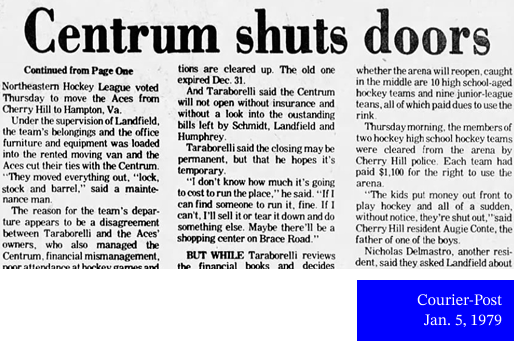 Centrum shuts doors
Continued from Page One
Northeastern Hockey League voted
Thursday to move the Aces from
Cherry Hill to Hampton, Va.
Under the supervision of Landfield,
the team's belongings and the office
furniture and equipment was loaded
into the rented moving van and the
Aces cut their ties with the Centrum.
"They moved everything out, "lock,
stock and barrel," said a mainte-
nance man.
The reason for the team's depar-
ture appears to be a disagreement
between Taraborelli and the Aces'
owners, who also managed the
Centrum, financial mismanagement,
poor attendance at hockey games and
tions are cleared up. The old one
expired Dec. 31.
And Taraborelli said the Centrum
will not open without insurance and
without a look into the oustanding
bills left by Schmidt, Landfield and
Humphrey.
Taraborelli said the closing may be
permanent, but that he hopes it's
temporary.
"I don't know how much it's going
to cost to run the place," he said. "If I
can find someone to run it, fine. If I
can't, I'll sell it or tear it down and do
something else. Maybe there'll be a
shopping center on Brace Road."
BUT WHILE Taraborelli reviews
the financial books and decides
whether the arena will reopen, caught
in the middle are 10 high school-aged
hockey teams and nine junior-league
teams, all of which paid dues to use the
rink.
Thursday morning, the members of
two hockey high school hockey teams
were cleared from the arena by
Cherry Hill police. Each team had
paid $1,100 for the right to use the
arena.
"The kids put money out front to
play hockey and all of a sudden,
without notice, they're shut out," said
Cherry Hill resident Augie Conte, the
father of one of the boys.
Nicholas Delmastro, another resi-
dent, said they asked Landfield about
Courier-Post
Jan. 5, 1979